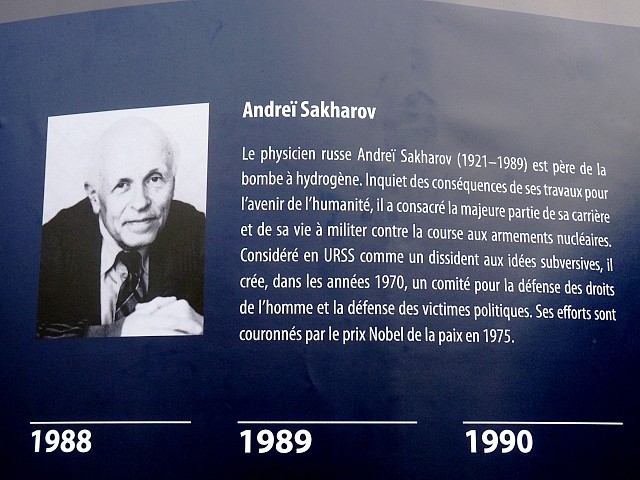 Andreï Sakharov
Le physicien russe Andreï Sakharov (1921–1989) est père de la
bombe à hydrogène. Inquiet des conséquences de ses travaux pour
l'avenir de l'humanité, il a consacré la majeure partie de sa carrière
et de sa vie à militer contre la course aux armements nucléaires.
Considéré en URSS comme un dissident aux idées subversives, il
crée, dans les années 1970, un comité pour la défense des droits
de l'homme et la défense des victimes politiques. Ses efforts sont
couronnés par le prix Nobel de la paix en 1975.
1988 1989 1990